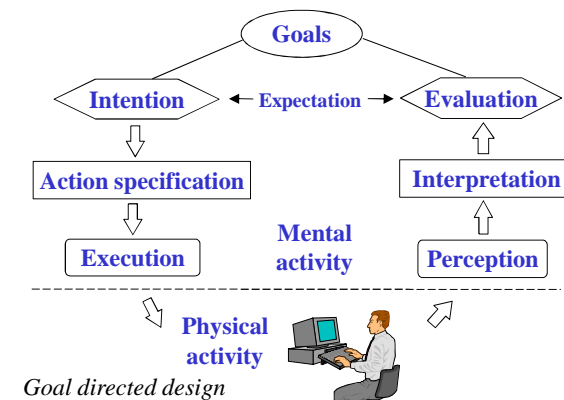 Goals
Intention
Expectation
Evaluation
Action specification
Interpretation
Execution
Mental
activity
Perception
Physical
activity
Goal directed design